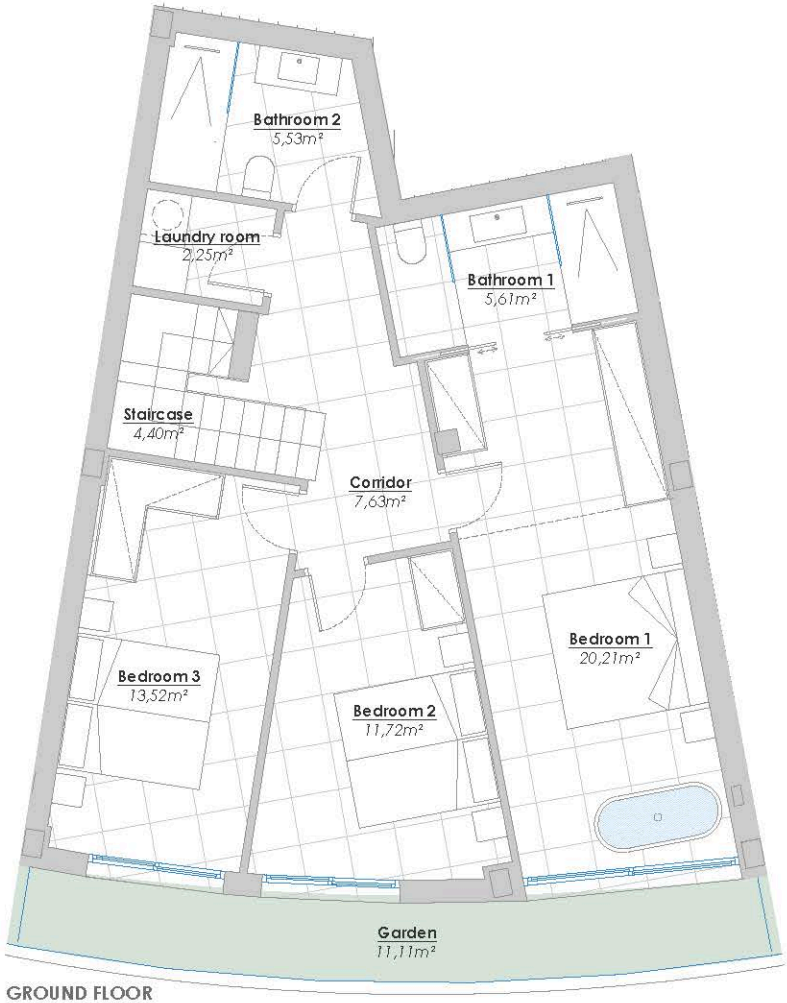 Bathroom 2
5,53m²
Laundry room
2,25m²
Bathroom 1
5,61m²
Staircase
4,40m²
Corridor
7,63m²
Bedroom 1
20,21m²
Bedroom 3
13,52m²
Bedroom 2
11,72m²
Garden
11,11m²
GROUND FLOOR